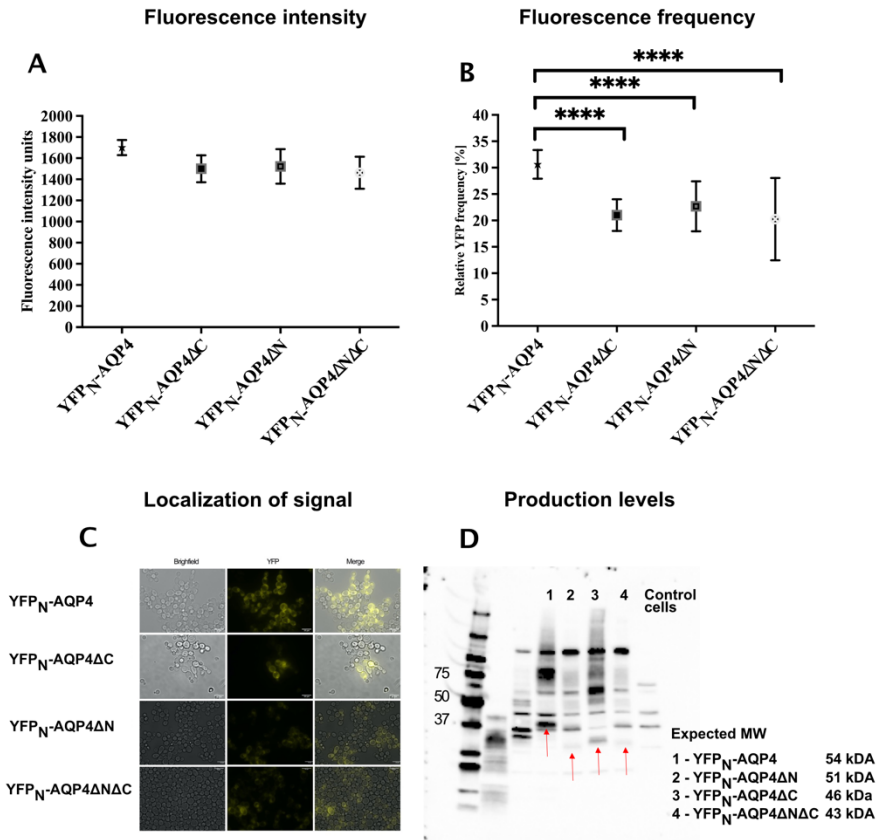 Fluorescence intensity
Fluorescence frequency
A
B
****
****
****
2000
1800
1600
1400
1200
1000
800
600
400
200
0
Fluorescence intensity units
YFPN-AQP4
YFPN-AQP4ΔC
YFPN-AQP4ΔN
YFPN-AQP4ΔNΔC
40
35
30
25
20
15
10
5
0
Relative YFP frequency [%]
YFPN-AQP4
YFPN-AQP4ΔC
YFPN-AQP4ΔN
YFPN-AQP4ΔNΔC
Localization of signal
Production levels
C
D
Brightfield YFP Merge
YFPN-AQP4
YFPN-AQP4ΔC
YFPN-AQP4ΔN
YFPN-AQP4ΔNΔC
1 2 3 4 Control
cells
75
50
37
Expected MW
1 - YFPN-AQP4 54 kDA
2 - YFPN-AQP4ΔN 51 kDA
3 - YFPN-AQP4ΔC 46 kDa
4 - YFPN-AQP4ΔNΔC 43 kDA